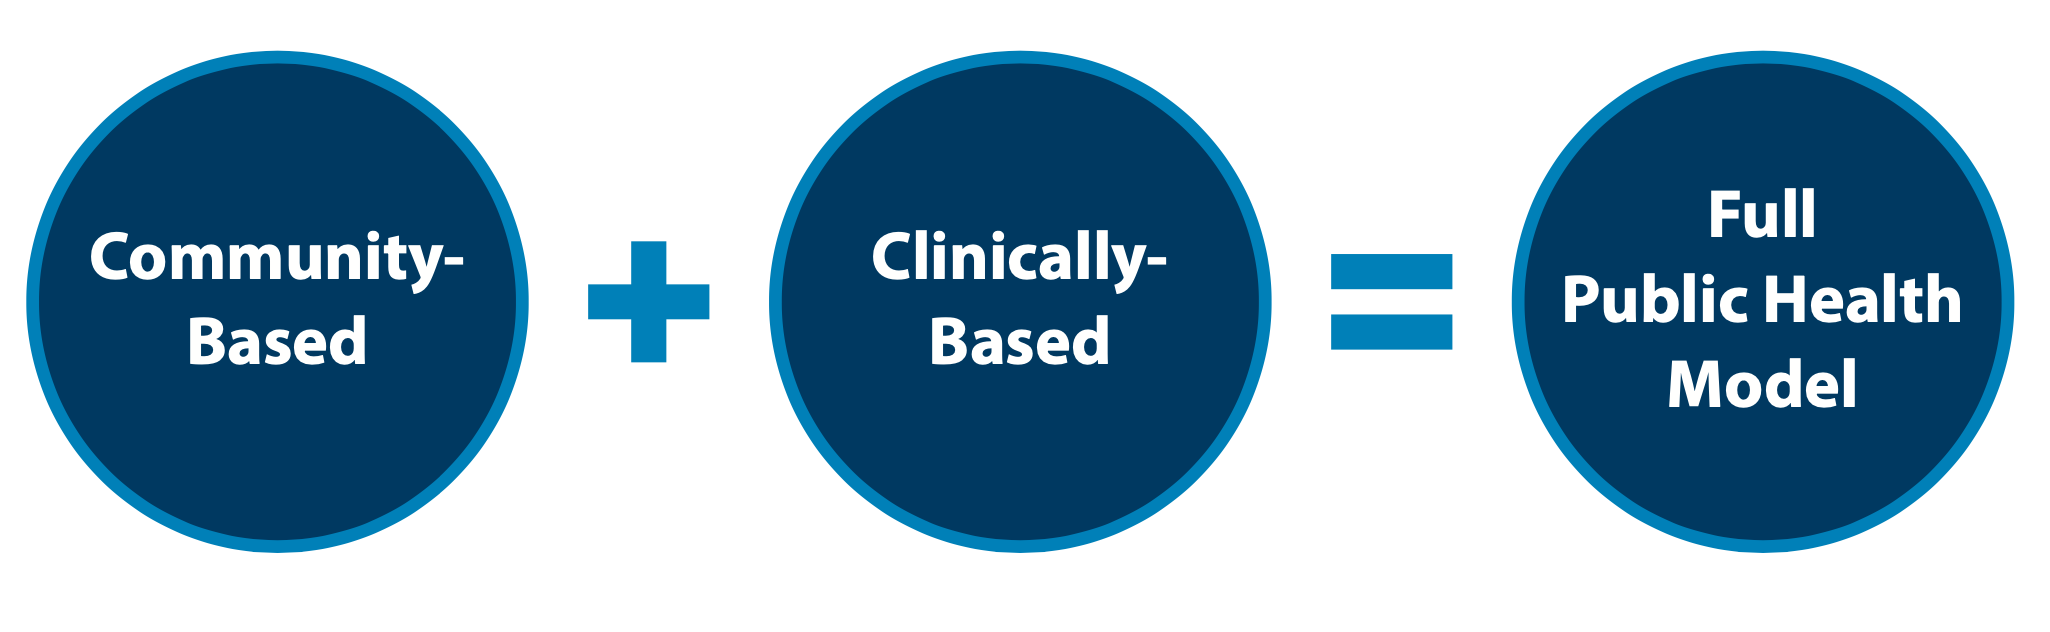 Community-
Based
+
Clinically-
Based
=
Full
Public Health
Model